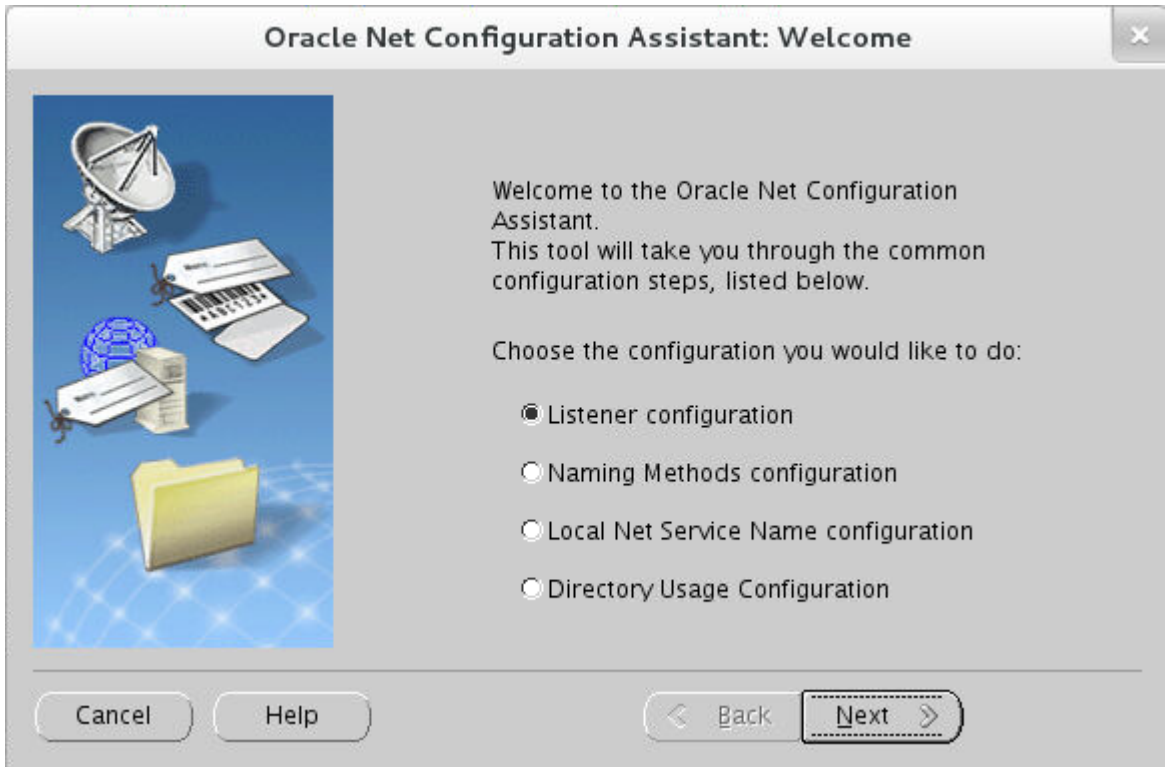 Oracle Net Configuration Assistant: Welcome
Welcome to the Oracle Net Configuration
Assistant.
This tool will take you through the common
configuration steps, listed below.
Choose the configuration you would like to do:
Listener configuration
Naming Methods configuration
Local Net Service Name configuration
Directory Usage Configuration
Cancel
Help
Back
Next